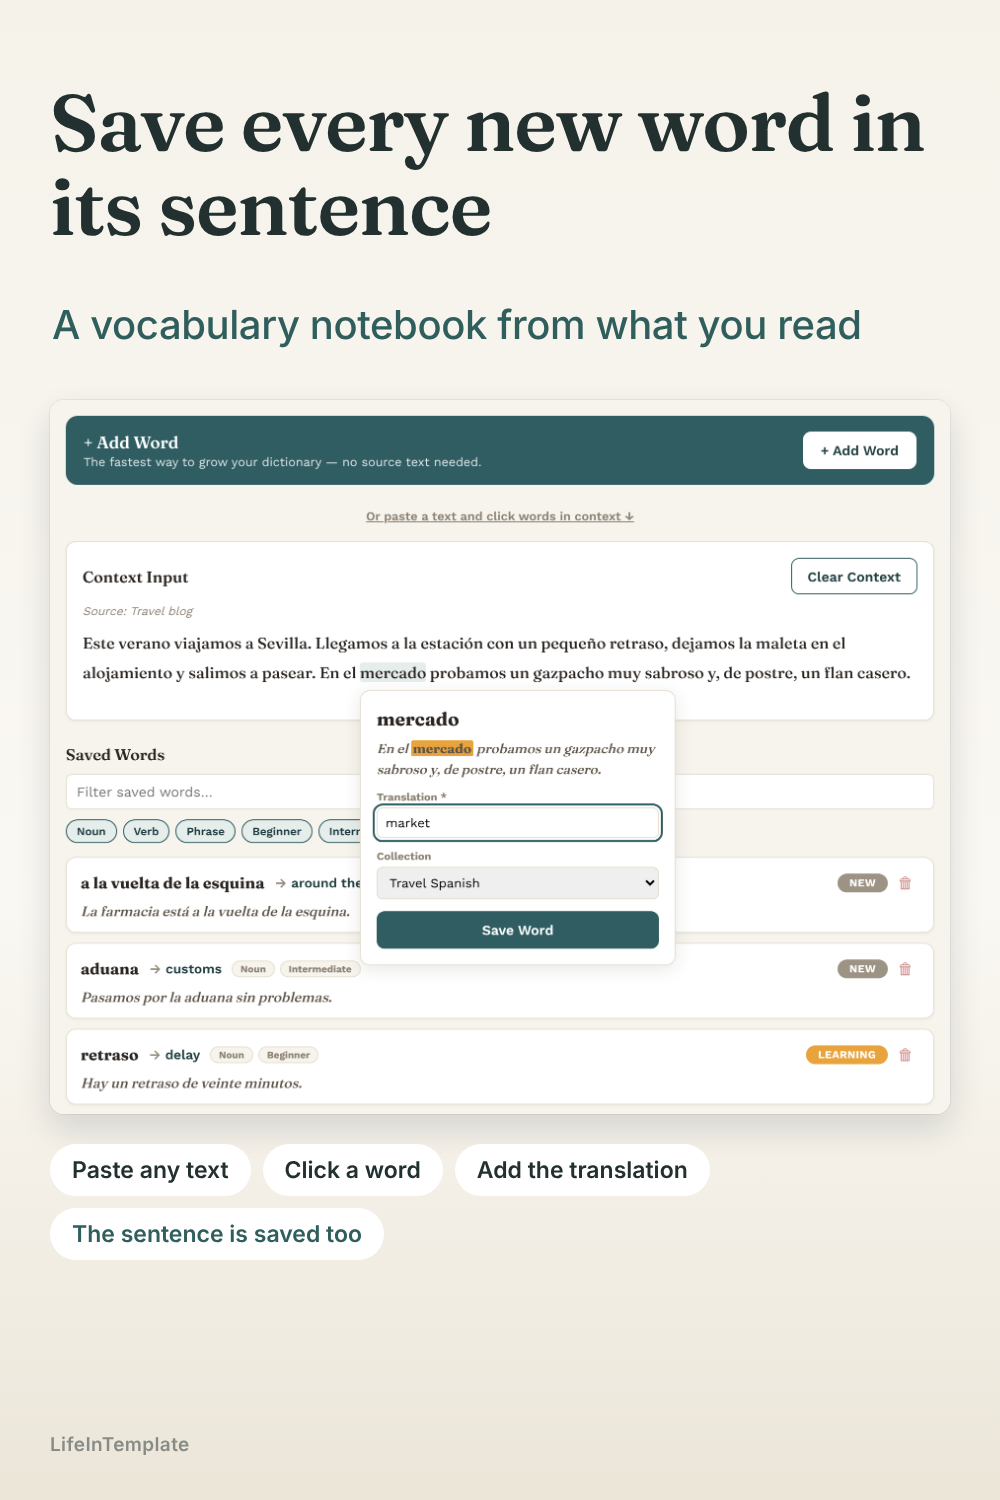 Save every new word in
its sentence
A vocabulary notebook from what you read
+ Add Word
The fastest way to grow your dictionary — no source text needed.
+ Add Word
Or paste a text and click words in context ↓
Context Input
Clear Context
Source: Travel blog
Este verano viajamos a Sevilla. Llegamos a la estación con un pequeño retraso, dejamos la maleta en el
alojamiento y salimos a pasear. En el mercado probamos un gazpacho muy sabroso y, de postre, un flan casero.
mercado
En el mercado probamos un gazpacho muy
sabroso y, de postre, un flan casero.
Translation *
market
Collection
Travel Spanish
Save Word
Saved Words
Filter saved words...
Noun Verb Phrase Beginner
a la vuelta de la esquina → around the NEW
La farmacia está a la vuelta de la esquina.
aduana → customs Noun Intermediate NEW
Pasamos por la aduana sin problemas.
retraso → delay Noun Beginner LEARNING
Hay un retraso de veinte minutos.
Paste any text Click a word Add the translation
The sentence is saved too
LifeInTemplate